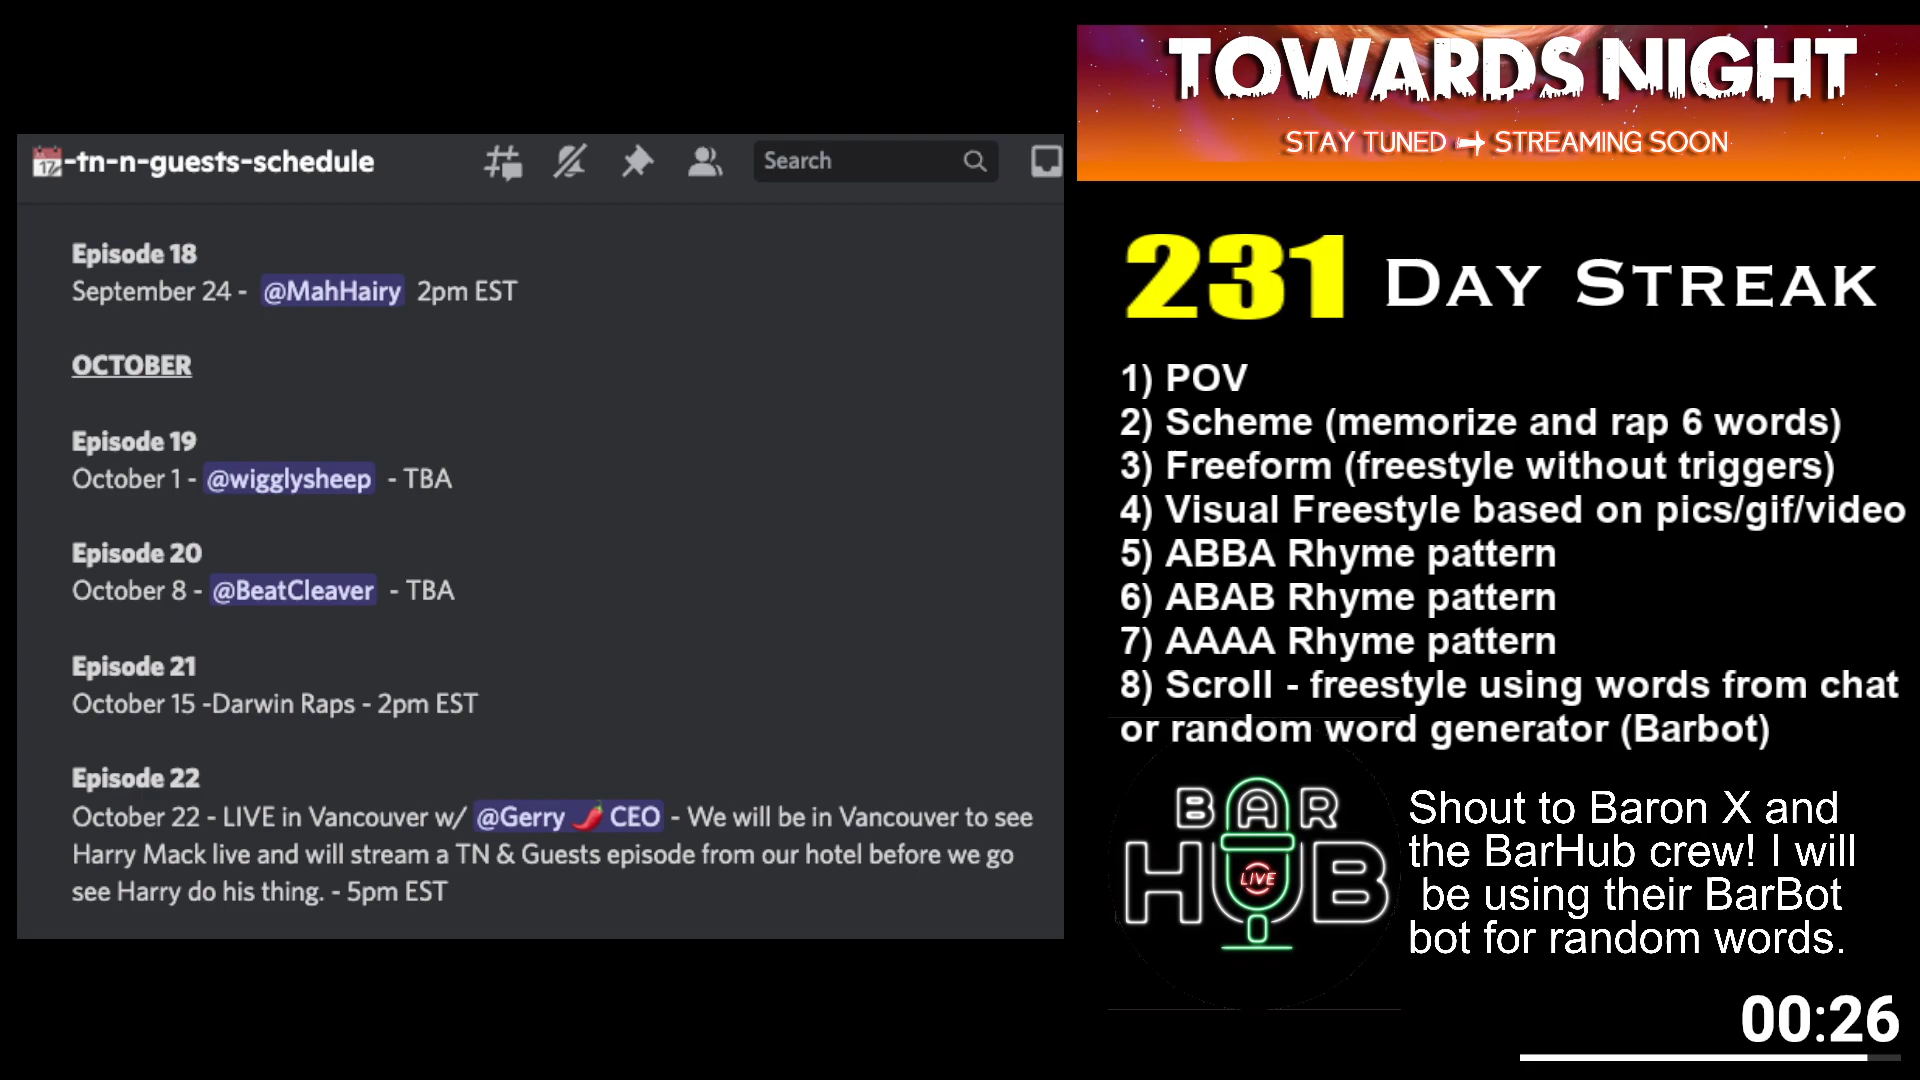 -tn-n-guests-schedule
Search
Episode 18
September 24 - @MahHairy 2pm EST
OCTOBER
Episode 19
October 1 - @wigglysheep - TBA
Episode 20
October 8 - @BeatCleaver - TBA
Episode 21
October 15 -Darwin Raps - 2pm EST
Episode 22
October 22 - LIVE in Vancouver w/ @Gerry 🌶️ CEO - We will be in Vancouver to see
Harry Mack live and will stream a TN & Guests episode from our hotel before we go
see Harry do his thing. - 5pm EST
TOWARDS NIGHT
STAY TUNED ➙ STREAMING SOON
231 DAY STREAK
1) POV
2) Scheme (memorize and rap 6 words)
3) Freeform (freestyle without triggers)
4) Visual Freestyle based on pics/gif/video
5) ABBA Rhyme pattern
6) ABAB Rhyme pattern
7) AAAA Rhyme pattern
8) Scroll - freestyle using words from chat
or random word generator (Barbot)
BAR
HUB
LIVE
Shout to Baron X and
the BarHub crew! I will
be using their BarBot
bot for random words.
00:26